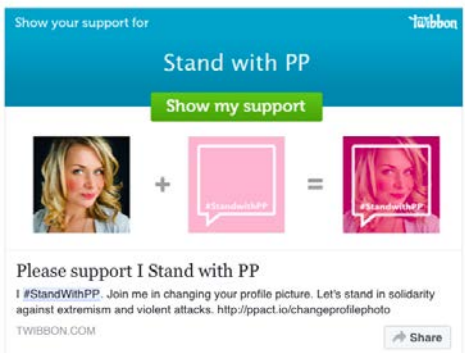 Show your support for
Twibbon
Stand with PP
Show my support
+
=
#StandwithPP
#StandwithPP
Please support I Stand with PP
I #StandWithPP. Join me in changing your profile picture. Let's stand in solidarity
against extremism and violent attacks. http://ppact.io/changeprofilephoto
TWIBBON.COM
Share